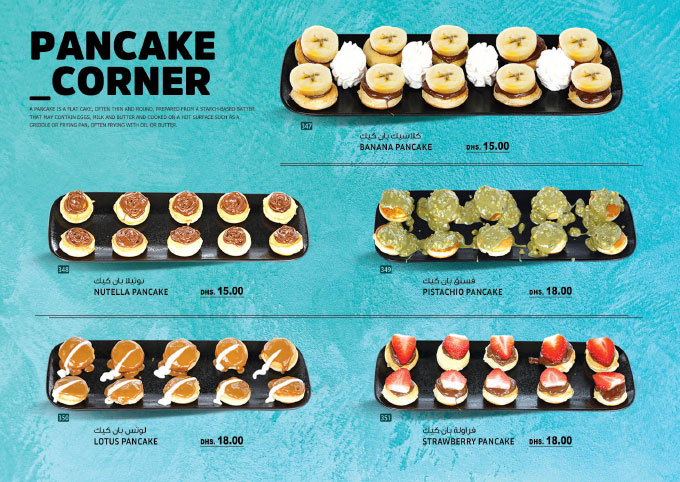 PANCAKE
_CORNER
A PANCAKE IS A FLAT CAKE, OFTEN THIN AND ROUND, PREPARED FROM A STARCH-BASED BATTER
THAT MAY CONTAIN EGGS, MILK AND BUTTER AND COOKED ON A HOT SURFACE SUCH AS A
GRIDDLE OR FRYING PAN, OFTEN FRYING WITH OIL OR BUTTER.
347
كلاسيك بان كيك
BANANA PANCAKE DHS. 15.00
348
نوتيلا بان كيك
NUTELLA PANCAKE DHS. 15.00
349
فستق بان كيك
PISTACHIO PANCAKE DHS. 18.00
350
لوتس بان كيك
LOTUS PANCAKE DHS. 18.00
351
فراولة بان كيك
STRAWBERRY PANCAKE DHS. 18.00